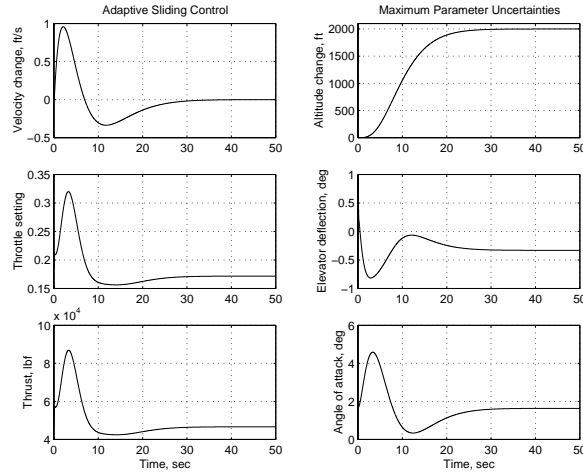 Adaptive Sliding Control
Maximum Parameter Uncertainties
Velocity change, ft/s
1
0.5
0
−0.5
0 10 20 30 40 50
Altitude change, ft
2000
1500
1000
500
0
0 10 20 30 40 50
Throttle setting
0.35
0.3
0.25
0.2
0.15
0 10 20 30 40 50
Elevator deflection, deg
1
0.5
0
−0.5
−1
0 10 20 30 40 50
Thrust, lbf
x 10⁴
10
8
6
4
0 10 20 30 40 50
Time, sec
Angle of attack, deg
6
4
2
0
0 10 20 30 40 50
Time, sec